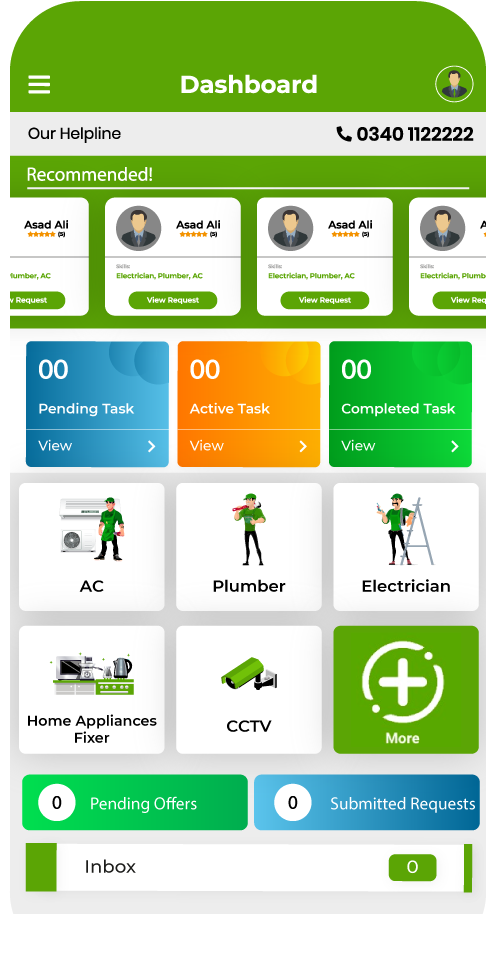 Dashboard
Our Helpline
0340 1122222
Recommended!
Asad Ali
(5)
Asad Ali
(5)
Asad Ali
(5)
A
Skills:
Skills:
Skills:
lumber, AC
Electrician, Plumber, AC
Electrician, Plumber, AC
Electrician, Plumb
w Request
View Request
View Request
View Req
00
00
00
Pending Task
Active Task
Completed Task
View
View
View
AC
Plumber
Electrician
Home Appliances
Fixer
CCTV
More
0
Pending Offers
0
Submitted Requests
Inbox
0